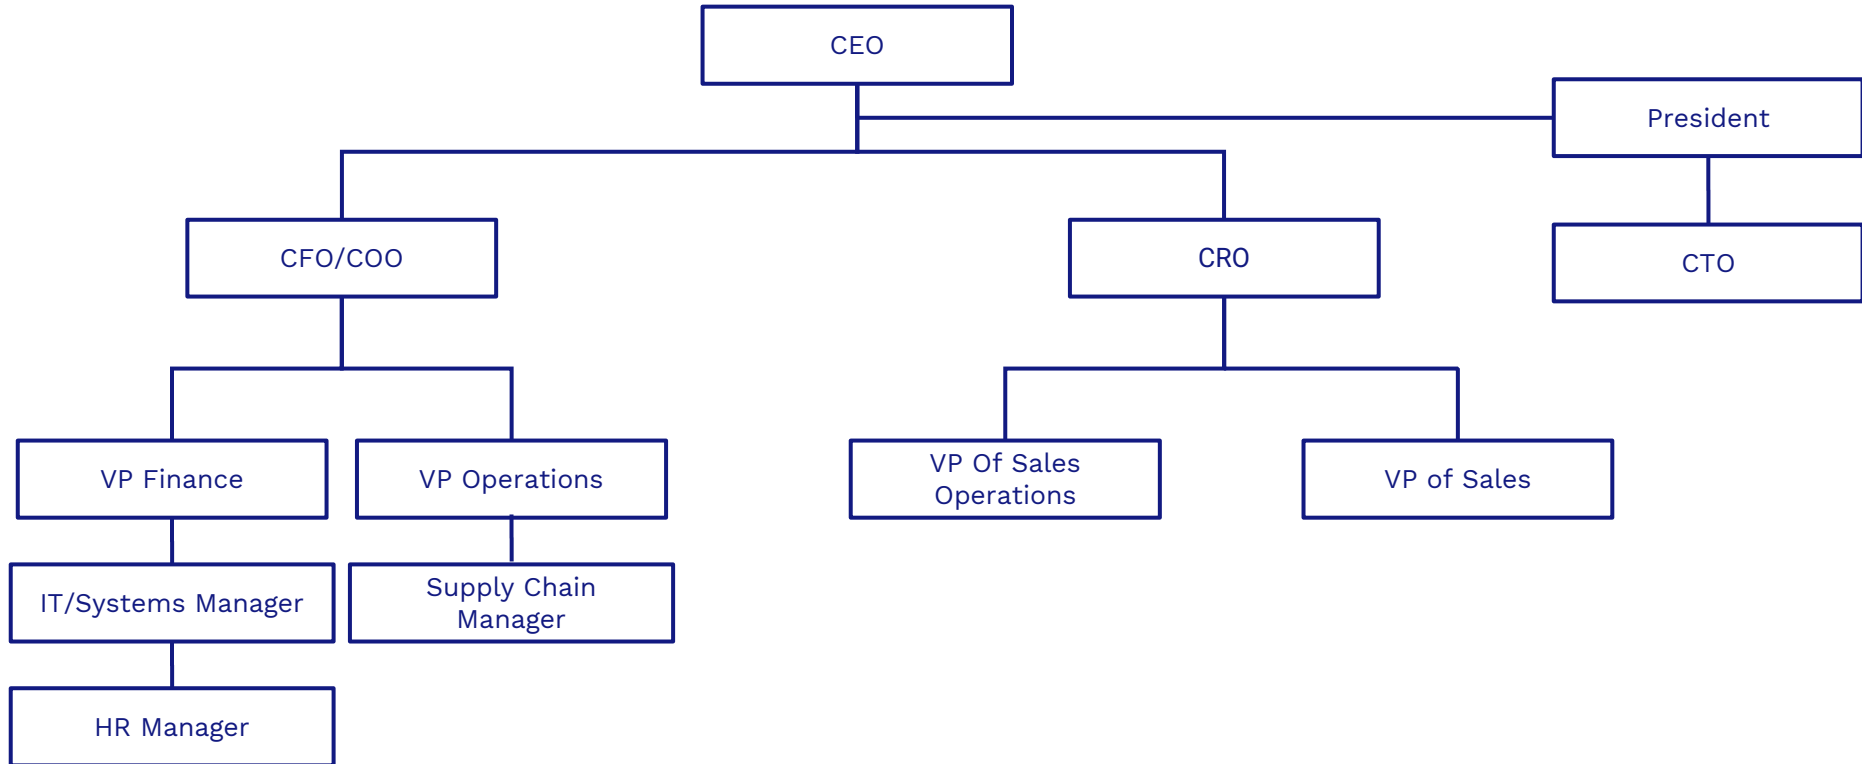 CEO
President
CFO/COO
CRO
CTO
VP Finance
VP Operations
VP Of Sales
Operations
VP of Sales
IT/Systems Manager
Supply Chain
Manager
HR Manager